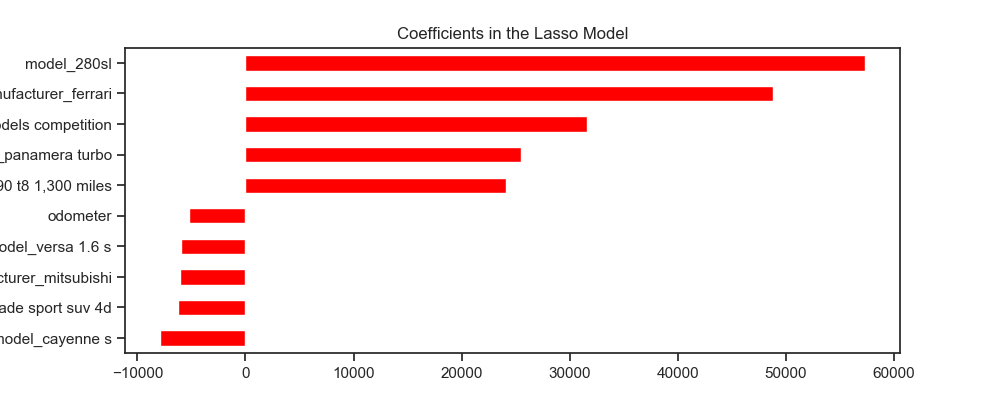 Coefficients in the Lasso Model
model_280sl
nufacturer_ferrari
dels competition
_panamera turbo
90 t8 1,300 miles
odometer
odel_versa 1.6 s
cturer_mitsubishi
ade sport suv 4d
model_cayenne s
−10000 0 10000 20000 30000 40000 50000 60000